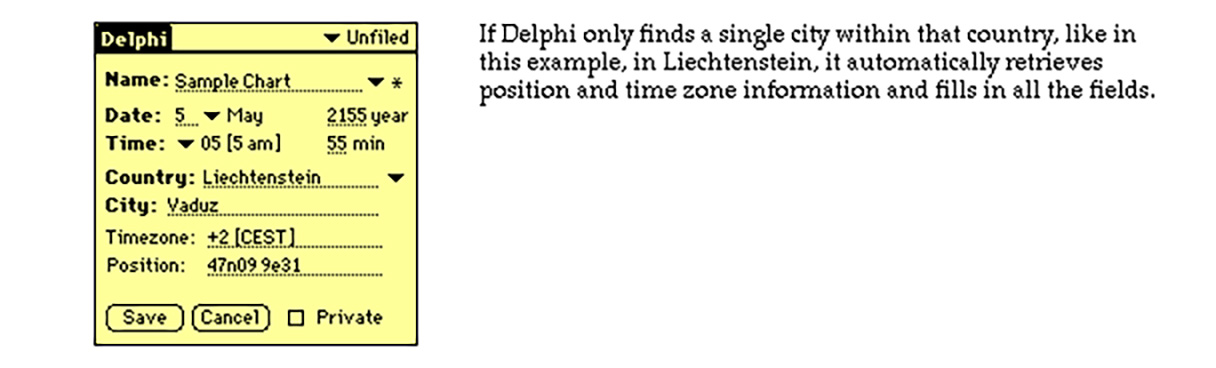 Delphi Unfiled
Name: Sample Chart *
Date: 5 May 2155 year
Time: 05 [5 am] 55 min
Country: Liechtenstein
City: Vaduz
Timezone: +2 [CEST]
Position: 47n09 9e31
Save Cancel Private
If Delphi only finds a single city within that country, like in
this example, in Liechtenstein, it automatically retrieves
position and time zone information and fills in all the fields.